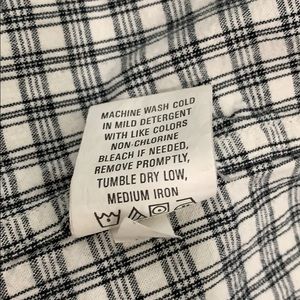 MACHINE WASH COLD
IN MILD DETERGENT
WITH LIKE COLORS
NON-CHLORINE
BLEACH IF NEEDED,
REMOVE PROMPTLY,
TUMBLE DRY LOW,
MEDIUM IRON